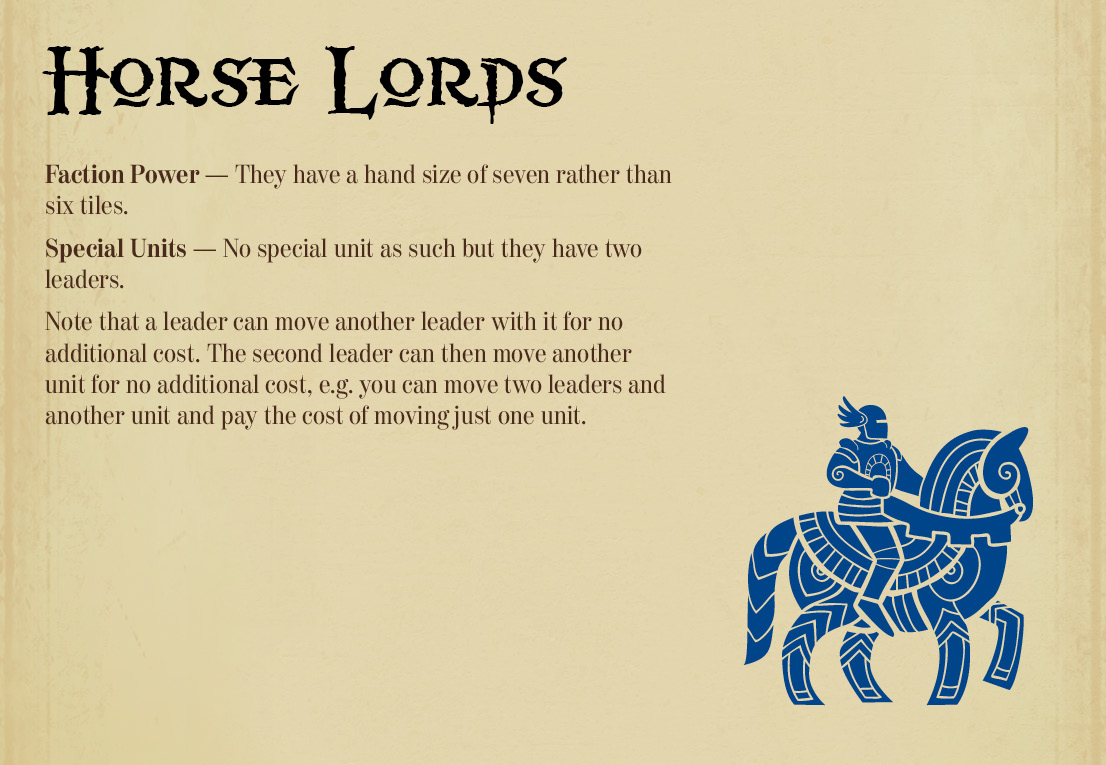 Horse Lords
Faction Power — They have a hand size of seven rather than
six tiles.
Special Units — No special unit as such but they have two
leaders.
Note that a leader can move another leader with it for no
additional cost. The second leader can then move another
unit for no additional cost, e.g. you can move two leaders and
another unit and pay the cost of moving just one unit.